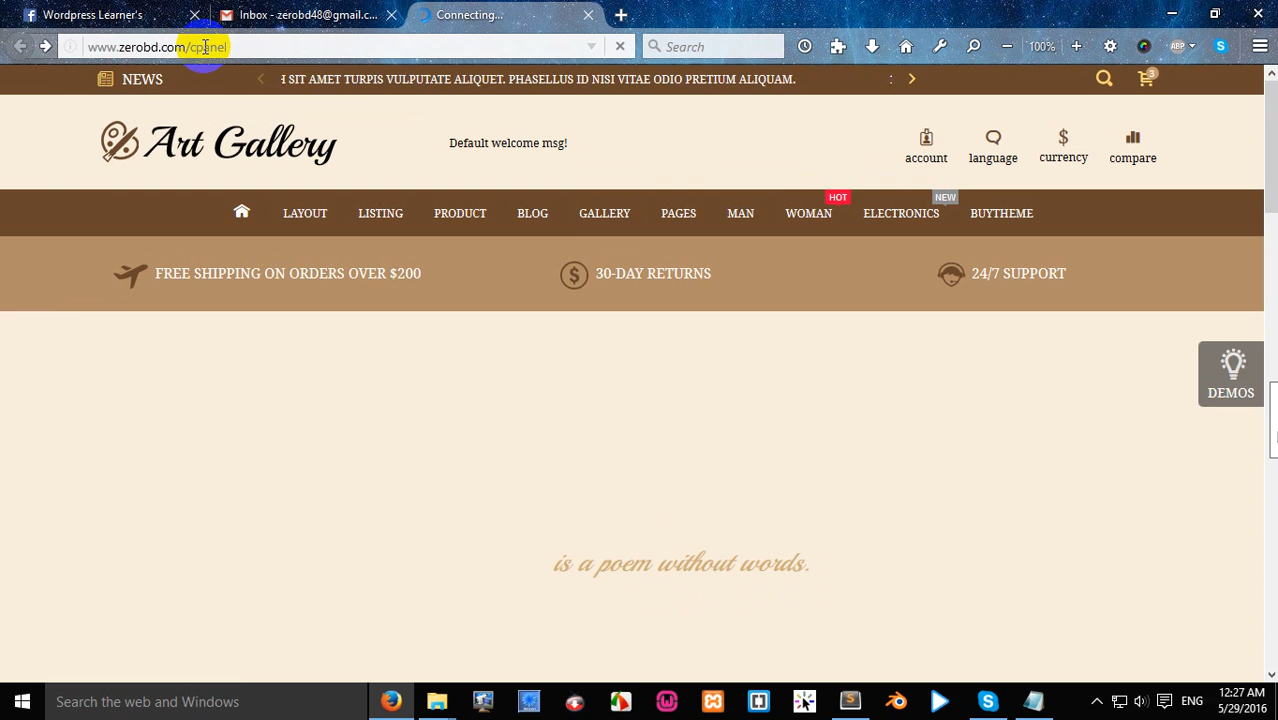 Wordpress Learner's
Inbox - zerobd48@gmail.c...
Connecting...
www.zerobd.com/cpanel
Search
100%
ABP
NEWS
H SIT AMET TURPIS VULPUTATE ALIQUET. PHASELLUS ID NISI VITAE ODIO PRETIUM ALIQUAM.
3
Art Gallery
Default welcome msg!
account
language
currency
compare
HOT
NEW
LAYOUT
LISTING
PRODUCT
BLOG
GALLERY
PAGES
MAN
WOMAN
ELECTRONICS
BUYTHEME
FREE SHIPPING ON ORDERS OVER $200
30-DAY RETURNS
24/7 SUPPORT
DEMOS
is a poem without words.
Search the web and Windows
ENG
12:27 AM
5/29/2016